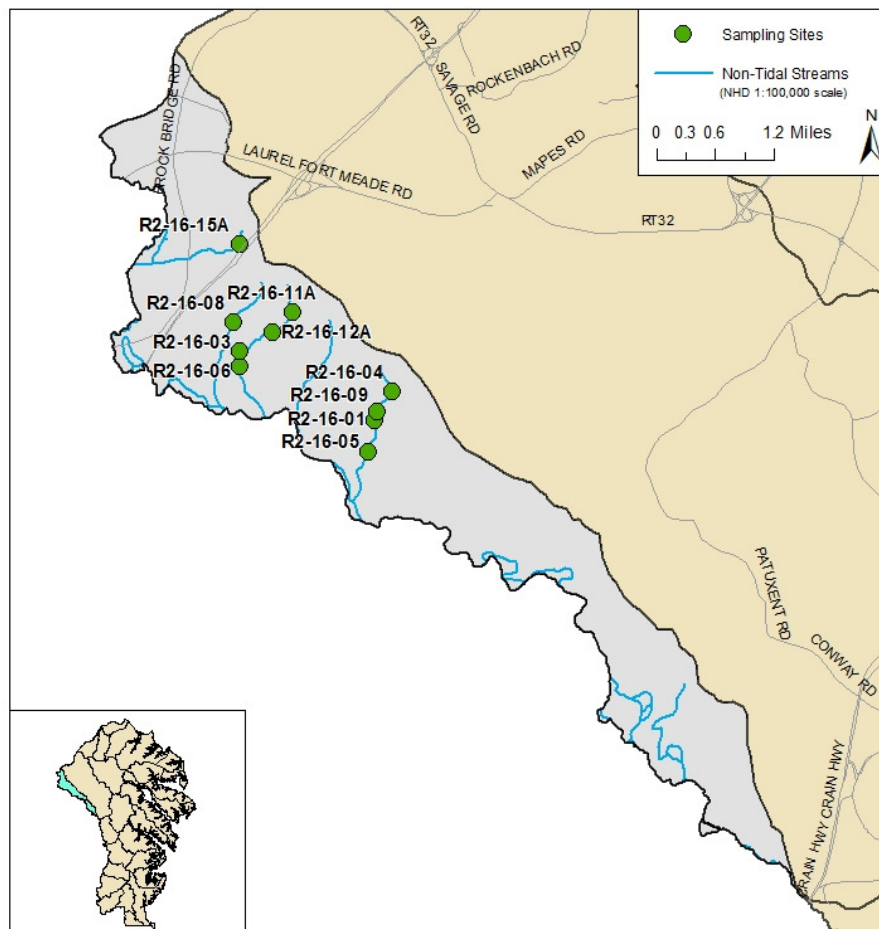 Sampling Sites
Non-Tidal Streams
(NHD 1:100,000 scale)
0 0.3 0.6 1.2 Miles
N
RT32
SAVAGE RD
ROCKENBACH RD
BROCK BRIDGE RD
LAUREL FORT MEADE RD
MAPES RD
RT32
R2-16-15A
R2-16-11A
R2-16-08
R2-16-12A
R2-16-03
R2-16-06
R2-16-04
R2-16-09
R2-16-01
R2-16-05
PATUXENT RD
CONWAY RD
CRAIN HWY
CRAIN HWY